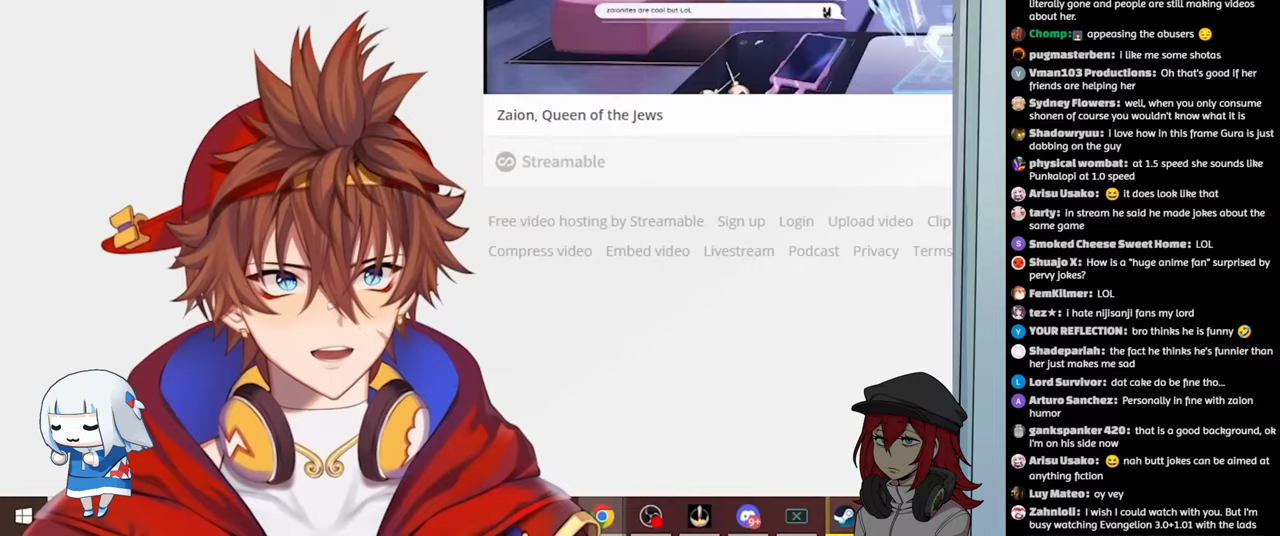 zaionites are cool but LoL
Zaion, Queen of the Jews
Streamable
Free video hosting by Streamable Sign up Login Upload video Clip
Compress video Embed video Livestream Podcast Privacy Terms
9+
literally gone and people are still making videos
about her.
Chomp: appeasing the abusers 😔
pugmasterben: i like me some shotas
V
Vman103 Productions: Oh that's good if her
friends are helping her
Sydney Flowers: well, when you only consume
shonen of course you wouldn't know what it is
Shadowryuu: i love how in this frame Gura is just
dabbing on the guy
physical wombat: at 1.5 speed she sounds like
Punkalopi at 1.0 speed
Arisu Usako: 😄 it does look like that
tarty: in stream he said he made jokes about the
same game
S
Smoked Cheese Sweet Home: LOL
Shuajo X: How is a "huge anime fan" surprised by
pervy jokes?
FemKilmer: LOL
tez★: i hate nijisanji fans my lord
Y
YOUR REFLECTION: bro thinks he is funny 🤣
Shadepariah: the fact he thinks he's funnier than
her just makes me sad
L
Lord Survivor: dat cake do be fine tho...
A
Arturo Sanchez: Personally in fine with zaion
humor
gankspanker 420: that is a good background, ok
I'm on his side now
Arisu Usako: 😄 nah butt jokes can be aimed at
anything fiction
Luy Mateo: oy vey
Zahnloli: I wish I could watch with you. But I'm
busy watching Evangelion 3.0+1.01 with the lads